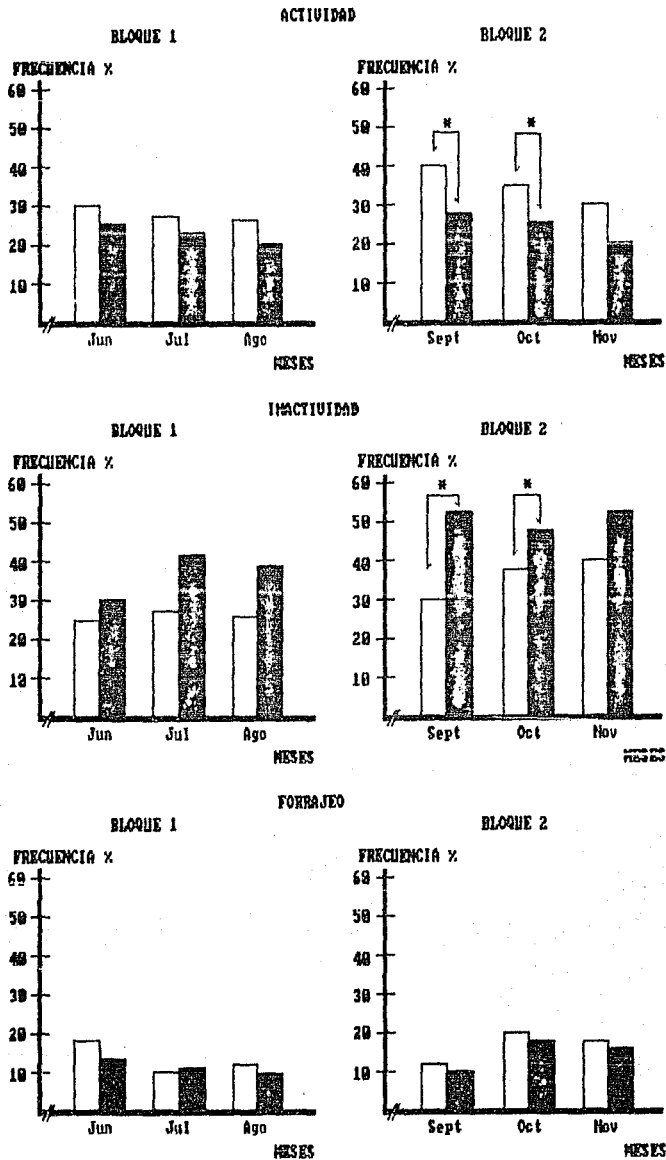 ACTIVIDAD
BLOQUE 1
FRECUENCIA %
60
50
40
30
20
10
Jun Jul Ago
MESES
BLOQUE 2
FRECUENCIA %
60
50
40
30
20
10
* *
Sept Oct Nov
MESES
INACTIVIDAD
BLOQUE 1
FRECUENCIA %
60
50
40
30
20
10
Jun Jul Ago
MESES
BLOQUE 2
FRECUENCIA %
60
50
40
30
20
10
* *
Sept Oct Nov
MESES
FORRAJEO
BLOQUE 1
FRECUENCIA %
60
50
40
30
20
10
Jun Jul Ago
MESES
BLOQUE 2
FRECUENCIA %
60
50
40
30
20
10
Sept Oct Nov
MESES